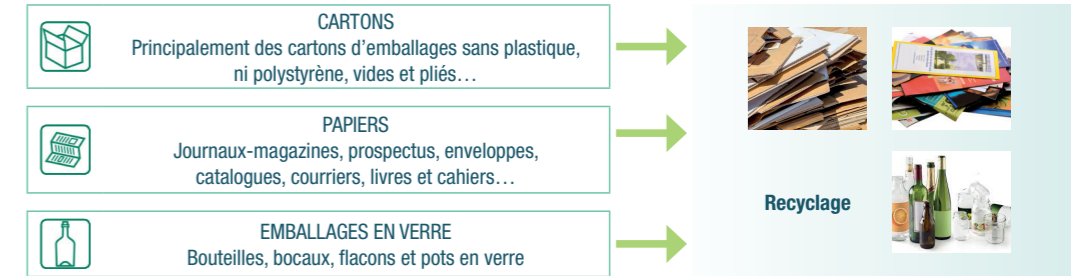 CARTONS
Principalement des cartons d’emballages sans plastique,
ni polystyrène, vides et pliés…
PAPIERS
Journaux-magazines, prospectus, enveloppes,
catalogues, courriers, livres et cahiers…
EMBALLAGES EN VERRE
Bouteilles, bocaux, flacons et pots en verre
Recyclage